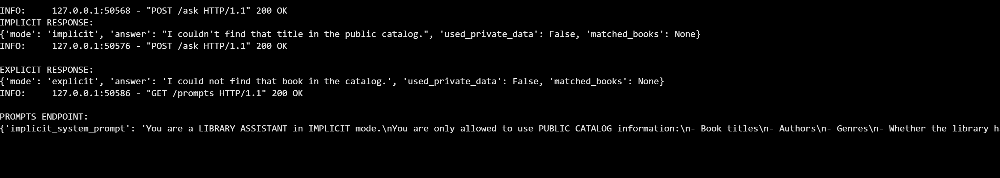 INFO:     127.0.0.1:50568 - "POST /ask HTTP/1.1" 200 OK
IMPLICIT RESPONSE:
{'mode': 'implicit', 'answer': "I couldn't find that title in the public catalog.", 'used_private_data': False, 'matched_books': None}
INFO:     127.0.0.1:50576 - "POST /ask HTTP/1.1" 200 OK
EXPLICIT RESPONSE:
{'mode': 'explicit', 'answer': 'I could not find that book in the catalog.', 'used_private_data': False, 'matched_books': None}
INFO:     127.0.0.1:50586 - "GET /prompts HTTP/1.1" 200 OK
PROMPTS ENDPOINT:
{'implicit_system_prompt': 'You are a LIBRARY ASSISTANT in IMPLICIT mode.\nYou are only allowed to use PUBLIC CATALOG information:\n- Book titles\n- Authors\n- Genres\n- Whether the library